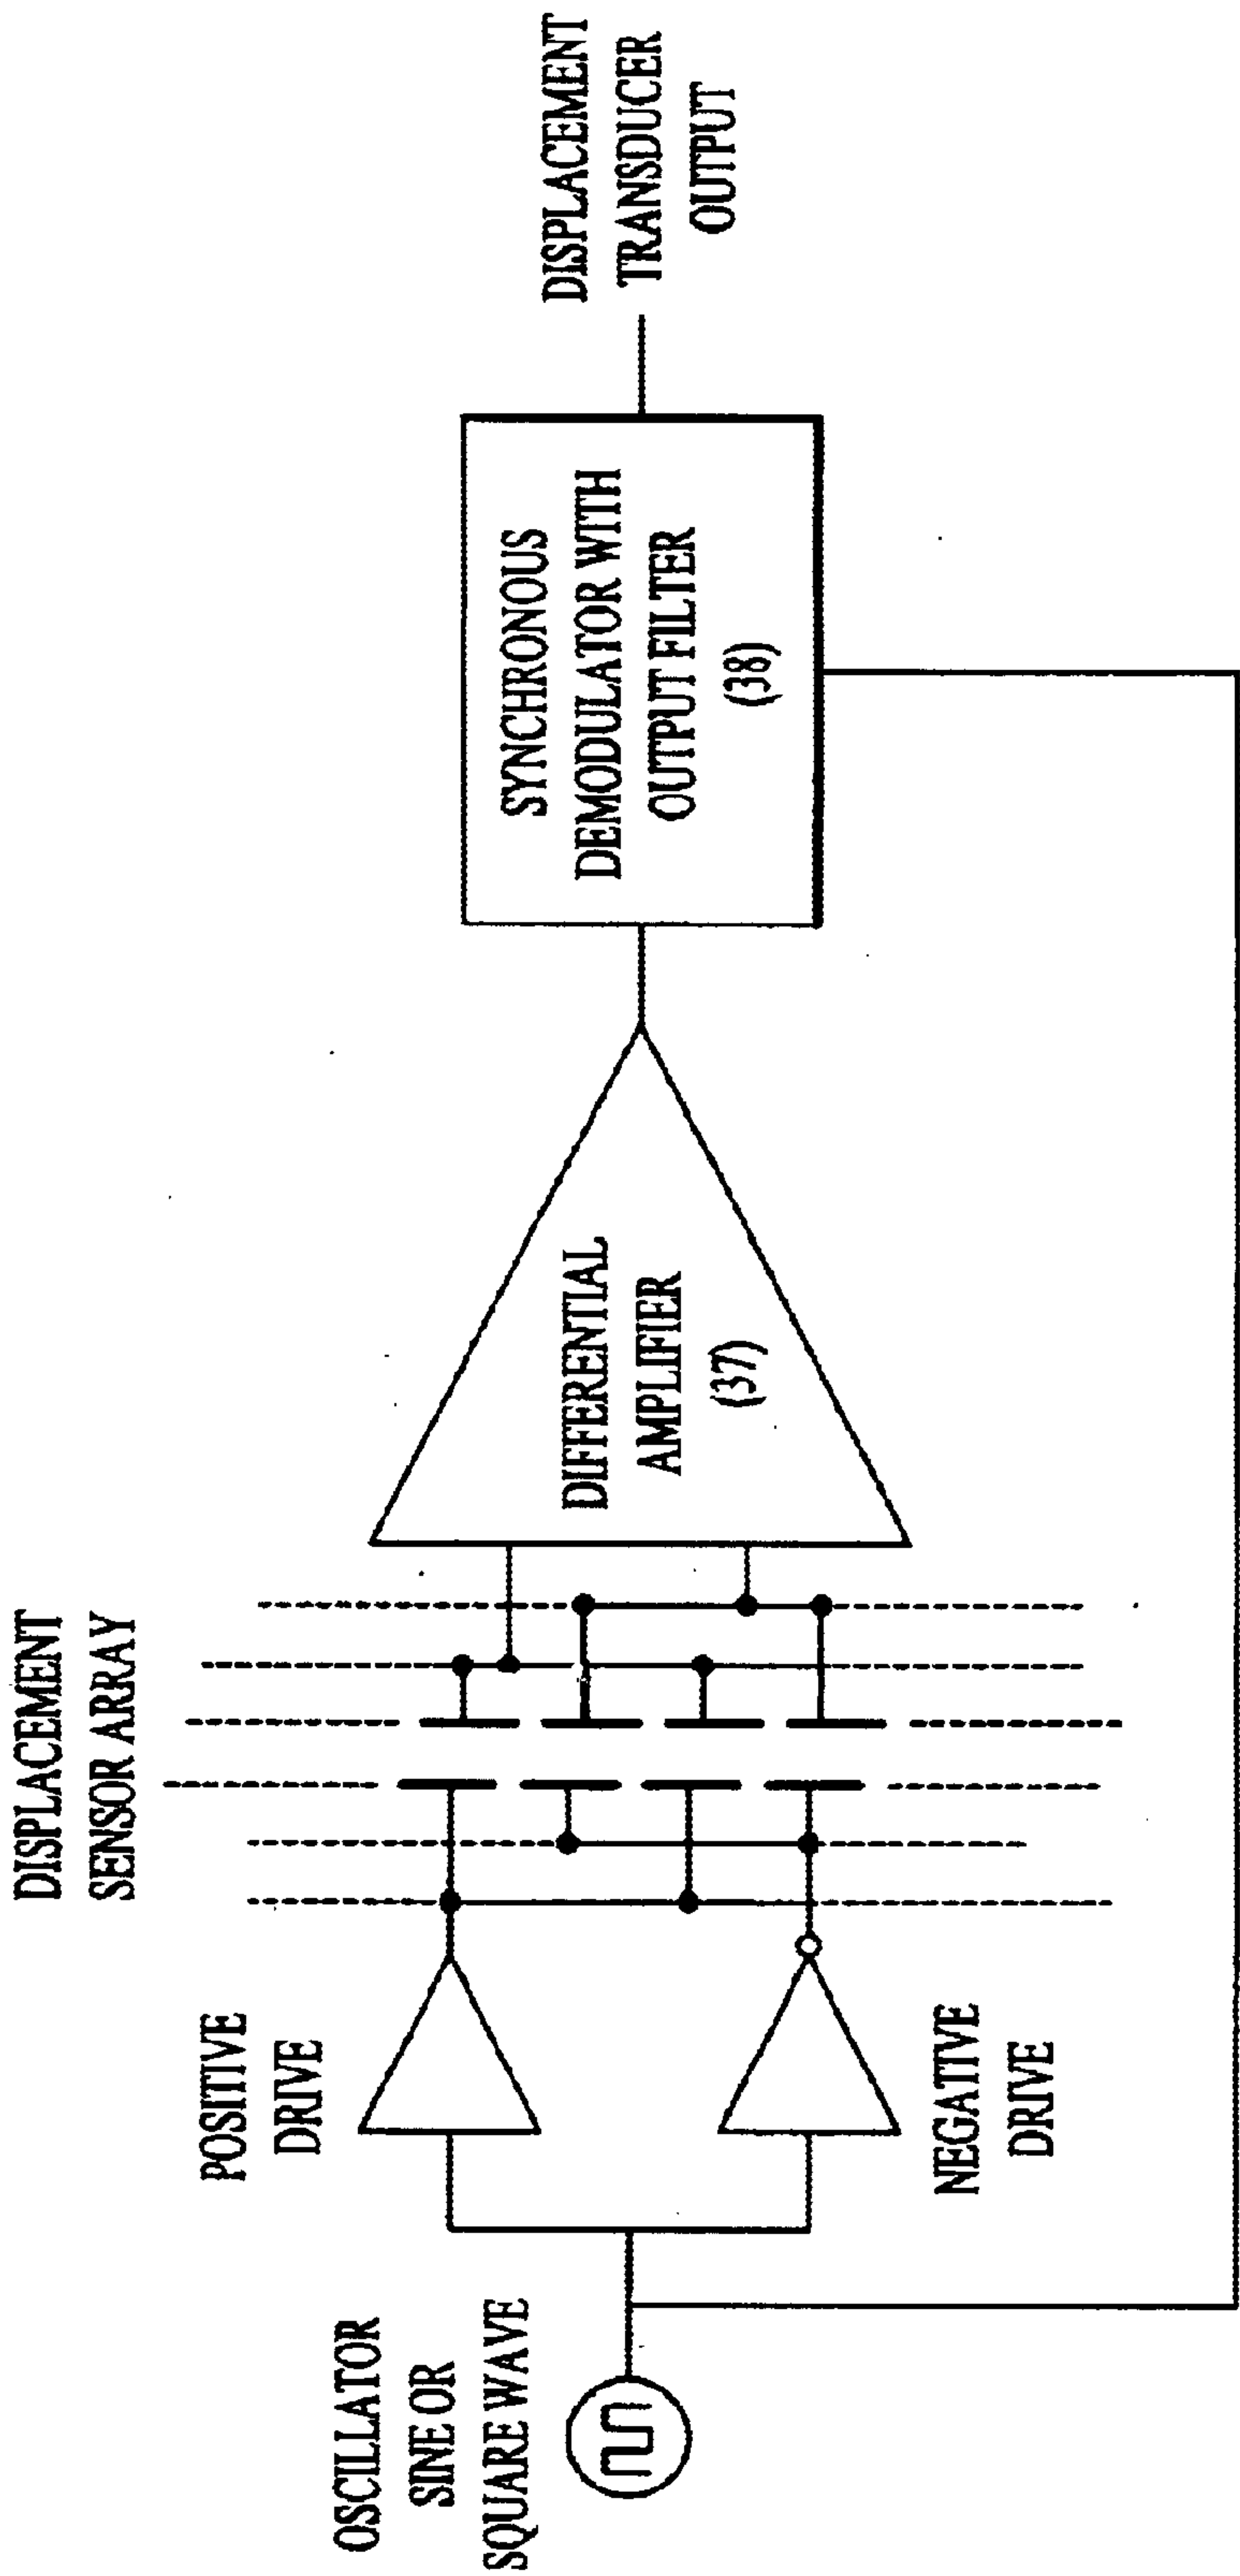 OSCILLATOR
SINE OR
SQUARE WAVE
POSITIVE
DRIVE
NEGATIVE
DRIVE
DISPLACEMENT
SENSOR ARRAY
DIFFERENTIAL
AMPLIFIER
(37)
SYNCHRONOUS
DEMODULATOR WITH
OUTPUT FILTER
(38)
DISPLACEMENT
TRANSDUCER
OUTPUT